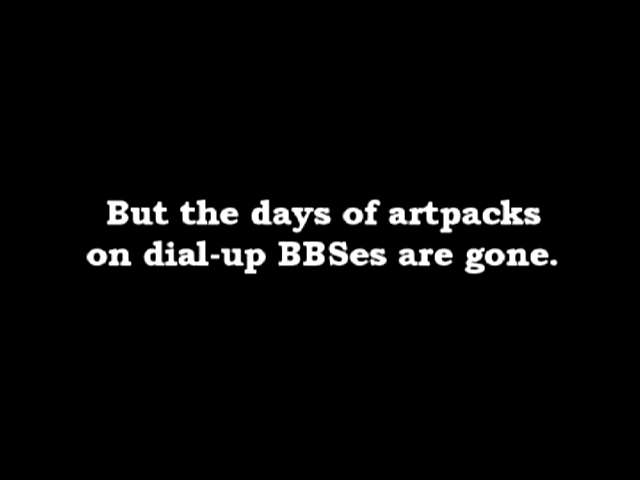 But the days of artpacks
on dial-up BBSes are gone.